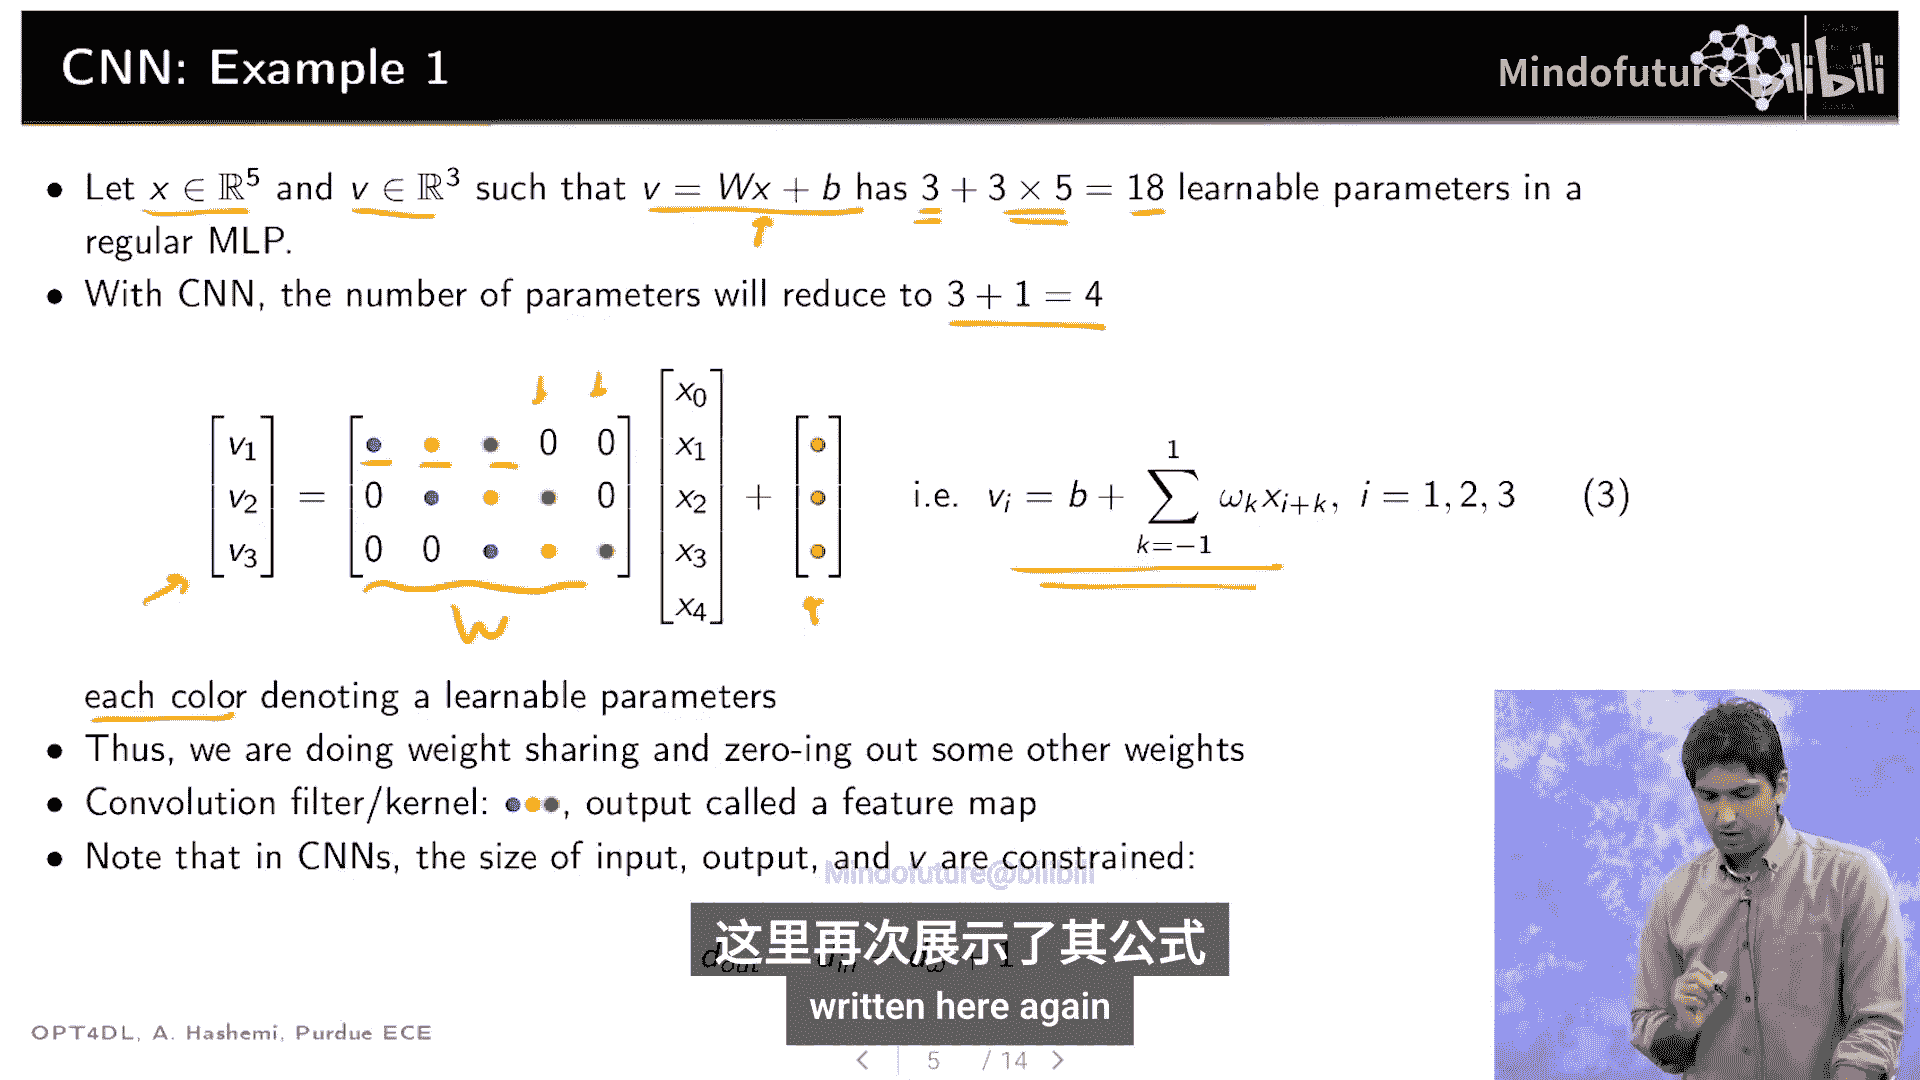 CNN: Example 1
Mindofuture
bilibili
• Let x ∈ ℝ⁵ and v ∈ ℝ³ such that v = Wx + b has 3 + 3 × 5 = 18 learnable parameters in a
regular MLP.
• With CNN, the number of parameters will reduce to 3 + 1 = 4
[v₁ v₂ v₃] = [● ● ● 0 0; 0 ● ● ● 0; 0 0 ● ● ●] [x₀ x₁ x₂ x₃ x₄] + [● ● ●] i.e. vᵢ = b + ∑_{k=−1}^{1} ω_k x_{i+k}, i = 1, 2, 3 (3)
W
each color denoting a learnable parameters
• Thus, we are doing weight sharing and zero-ing out some other weights
• Convolution filter/kernel: ●●●, output called a feature map
• Note that in CNNs, the size of input, output, and v are constrained:
Mindofuture@bilibili
这里再次展示了其公式
written here again
OPT4DL, A. Hashemi, Purdue ECE
5 / 14